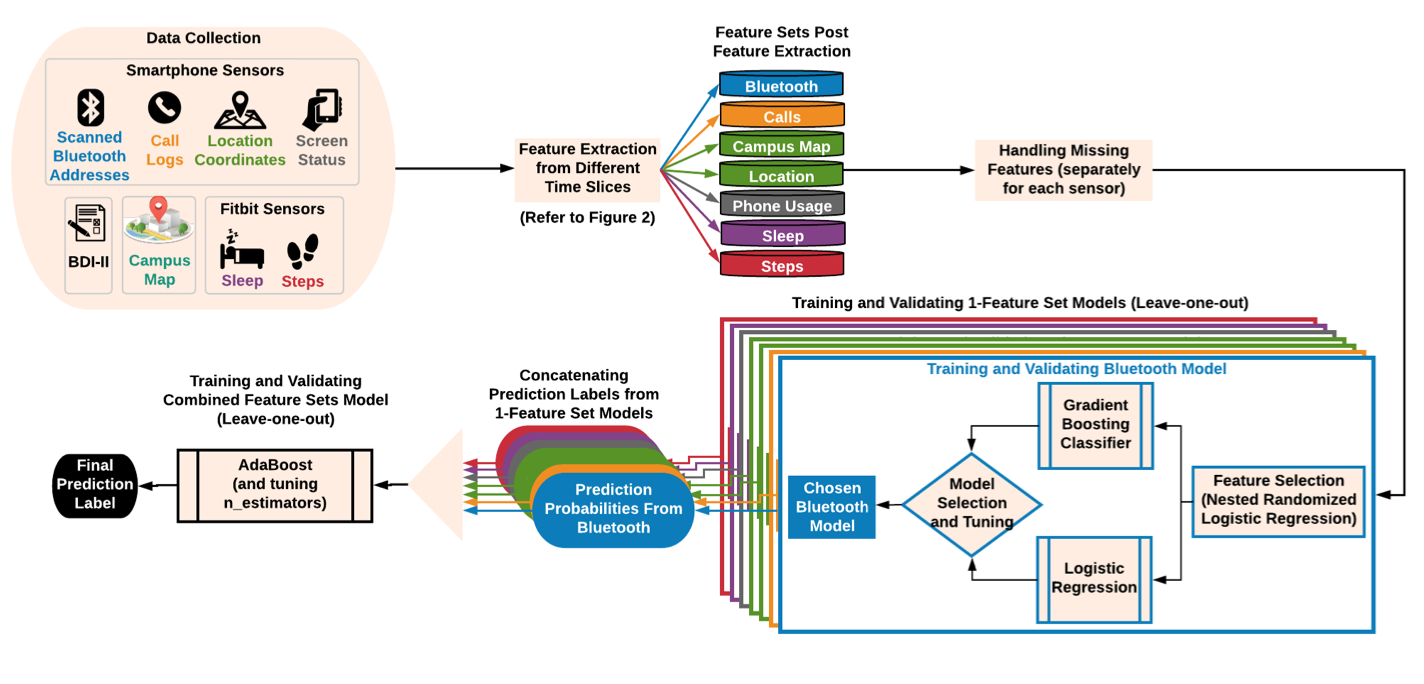 Data Collection
Smartphone Sensors
Scanned
Bluetooth
Addresses
Call
Logs
Location
Coordinates
Screen
Status
BDI-II
Campus
Map
Fitbit Sensors
Sleep
Steps
Feature Extraction
from Different
Time Slices
(Refer to Figure 2)
Feature Sets Post
Feature Extraction
Bluetooth
Calls
Campus Map
Location
Phone Usage
Sleep
Steps
Handling Missing
Features (separately
for each sensor)
Training and Validating 1-Feature Set Models (Leave-one-out)
Training and Validating Bluetooth Model
Feature Selection
(Nested Randomized
Logistic Regression)
Gradient
Boosting
Classifier
Logistic
Regression
Model
Selection
and Tuning
Chosen
Bluetooth
Model
Concatenating
Prediction Labels from
1-Feature Set Models
Prediction
Probabilities From
Bluetooth
Training and Validating
Combined Feature Sets Model
(Leave-one-out)
AdaBoost
(and tuning
n_estimators)
Final
Prediction
Label